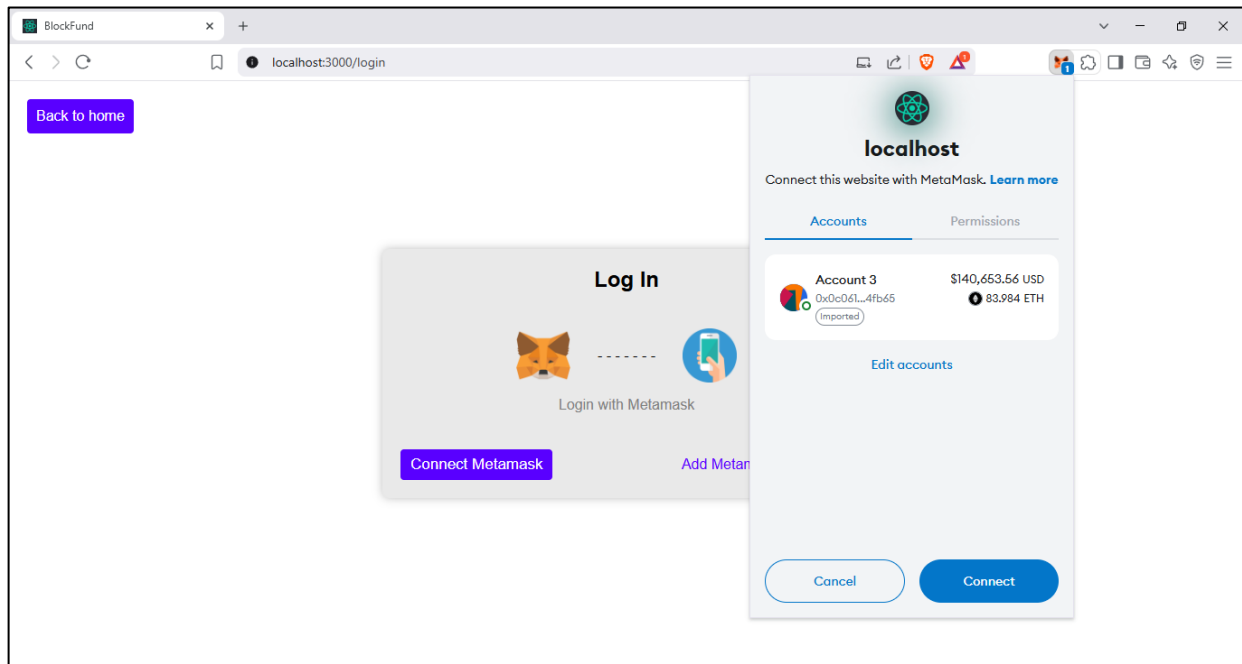 BlockFund
localhost:3000/login
1
1
Back to home
Log In
Login with Metamask
Connect Metamask
Add Metan
localhost
Connect this website with MetaMask. Learn more
Accounts
Permissions
Account 3
$140,653.56 USD
0x0c061...4fb65
83.984 ETH
Imported
Edit accounts
Cancel
Connect